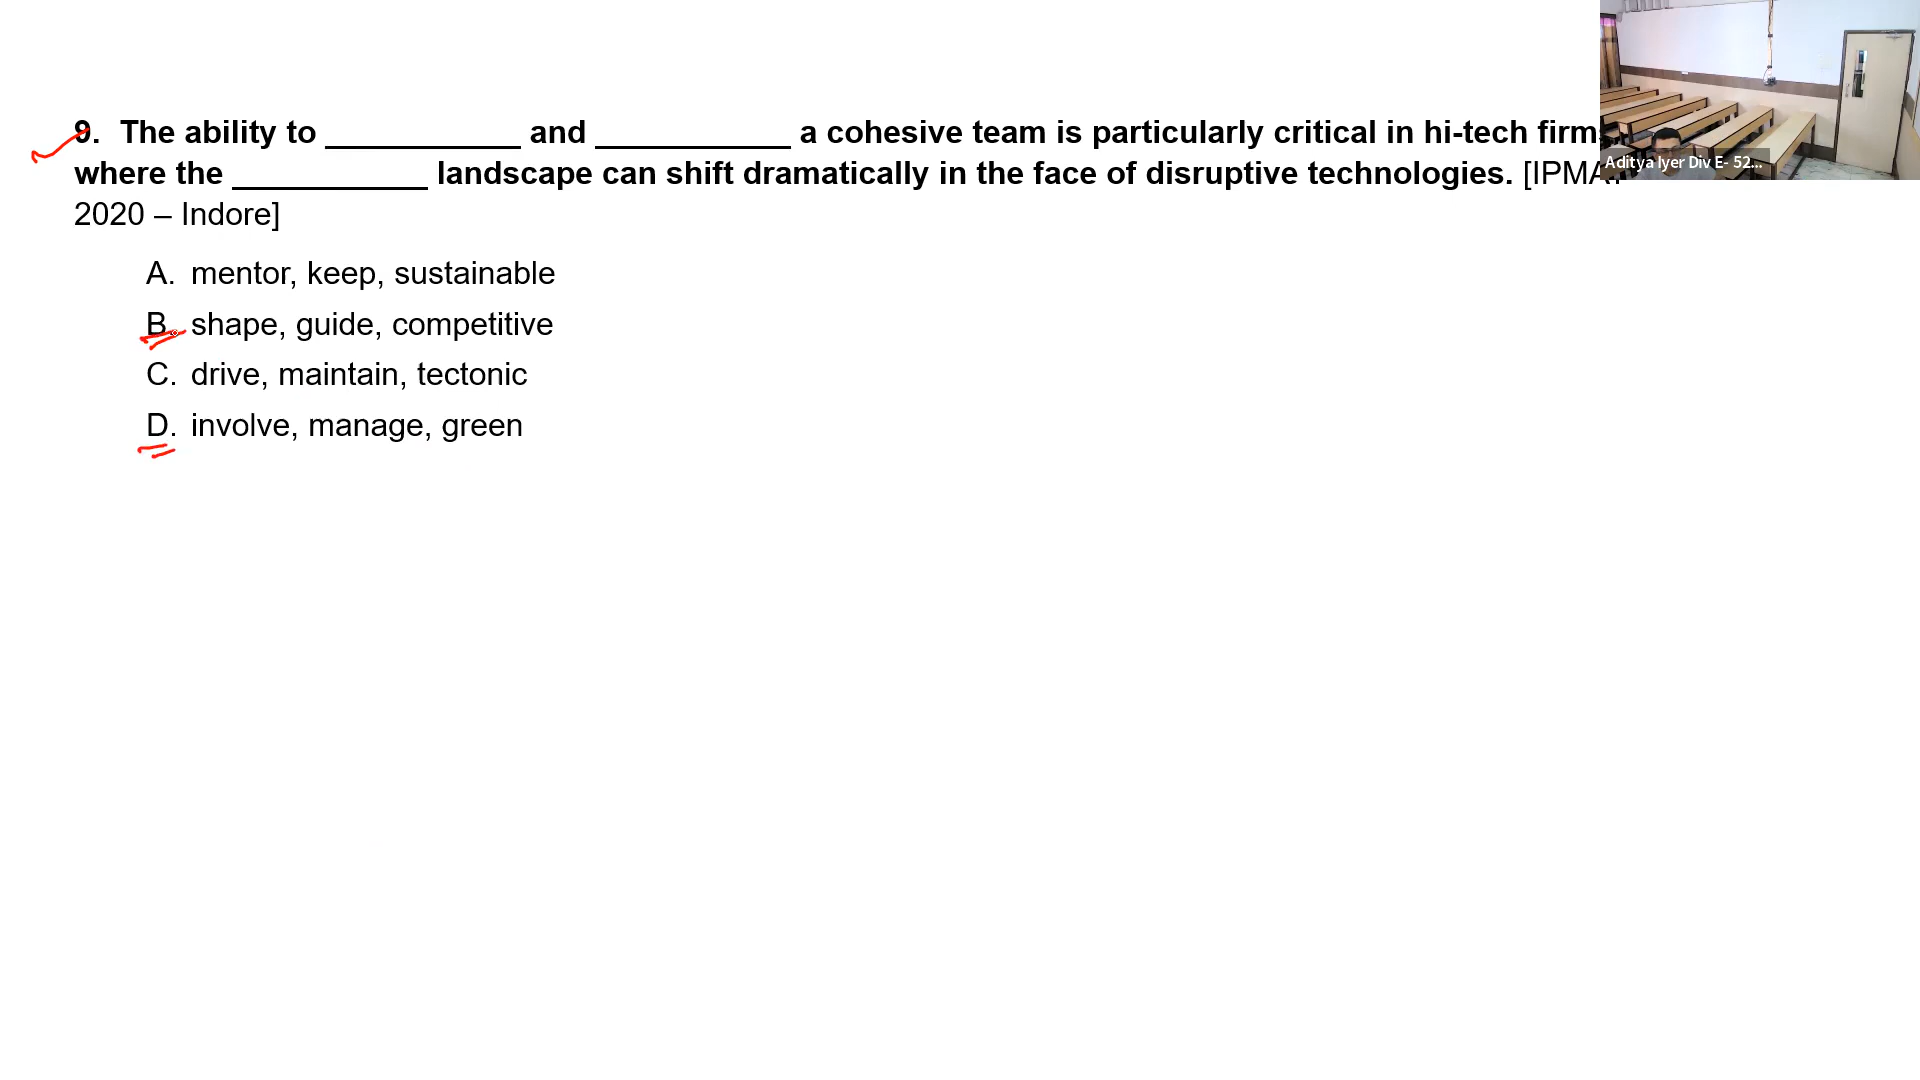 9. The ability to ___________ and ___________ a cohesive team is particularly critical in hi-tech firms
where the ___________ landscape can shift dramatically in the face of disruptive technologies. [IPMAT
2020 – Indore]
A. mentor, keep, sustainable
B. shape, guide, competitive
C. drive, maintain, tectonic
D. involve, manage, green
Aditya Iyer Div E- 52...